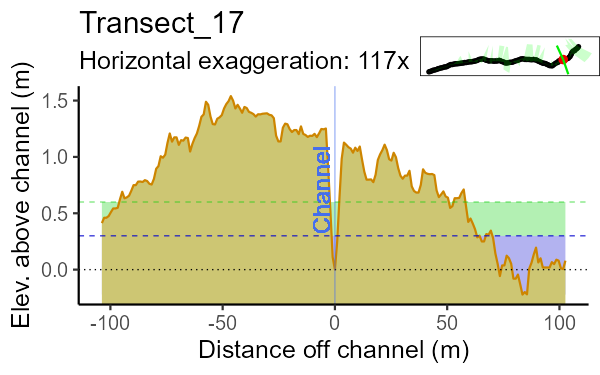 Transect_17
Horizontal exaggeration: 117x
Elev. above channel (m)
1.5
1.0
0.5
0.0
Channel
-100
-50
0
50
100
Distance off channel (m)